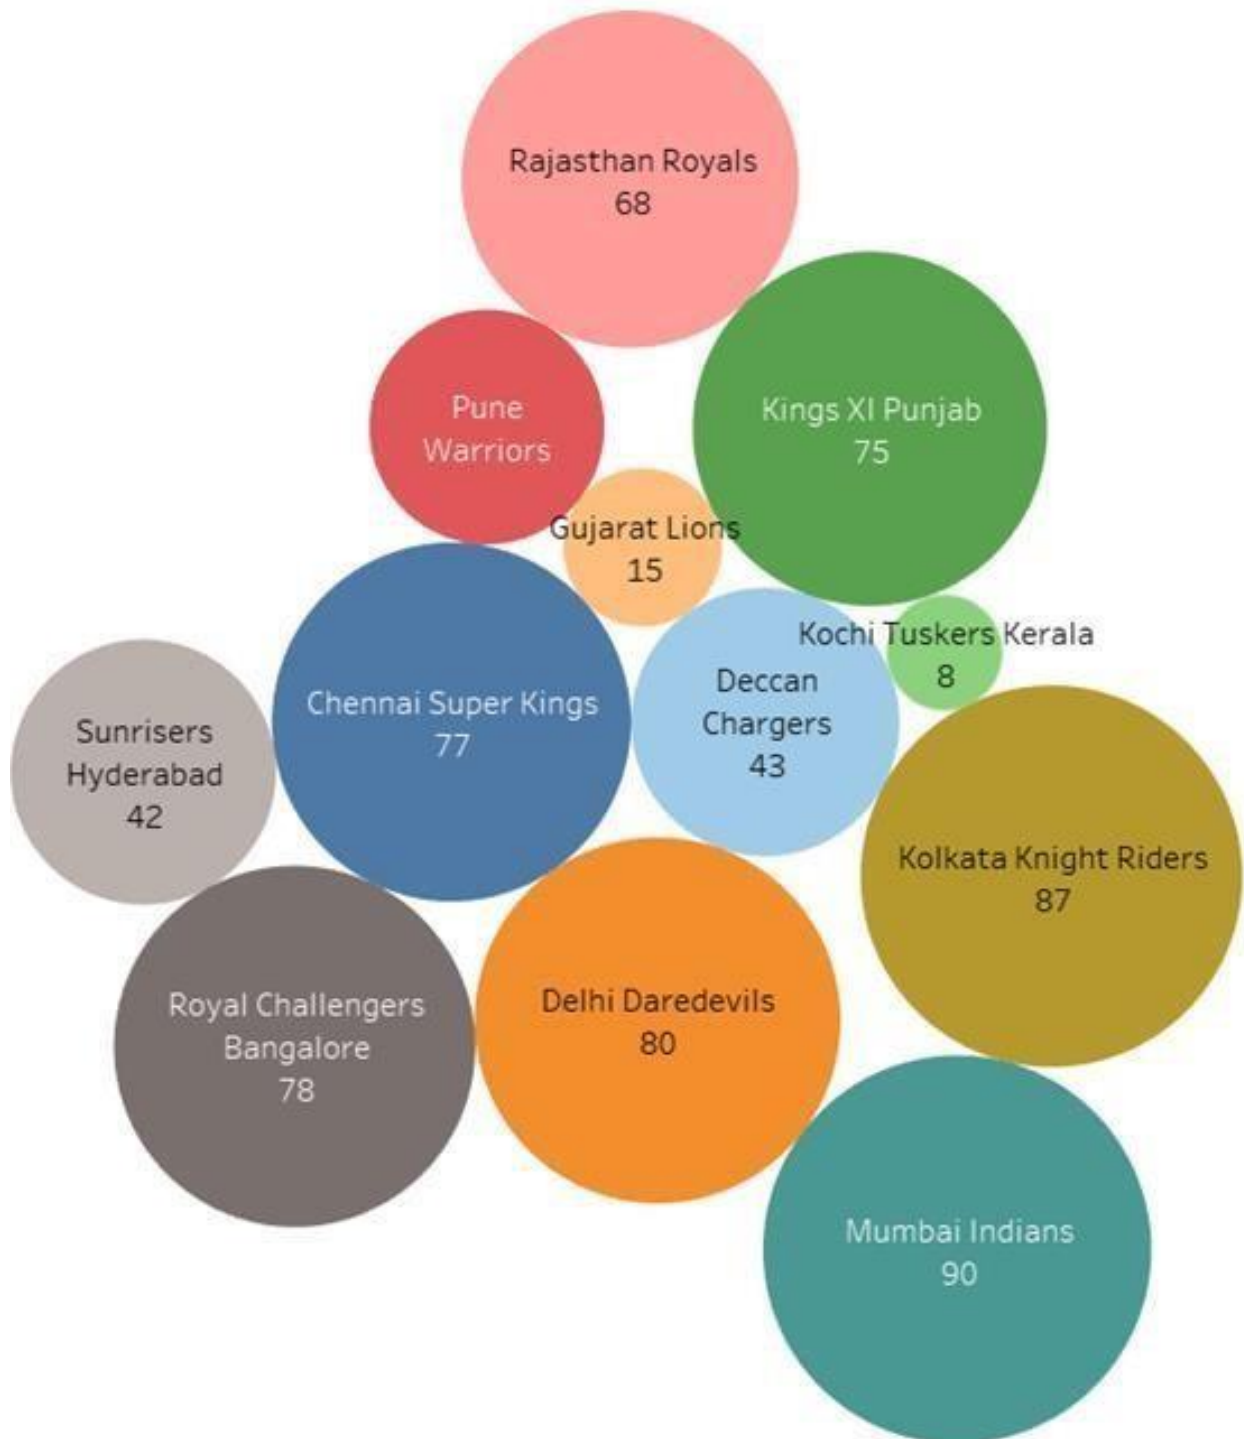 Rajasthan Royals
68
Kings XI Punjab
75
Pune
Warriors
Gujarat Lions
15
Kochi Tuskers Kerala
8
Deccan
Chargers
43
Chennai Super Kings
77
Sunrisers
Hyderabad
42
Kolkata Knight Riders
87
Royal Challengers
Bangalore
78
Delhi Daredevils
80
Mumbai Indians
90